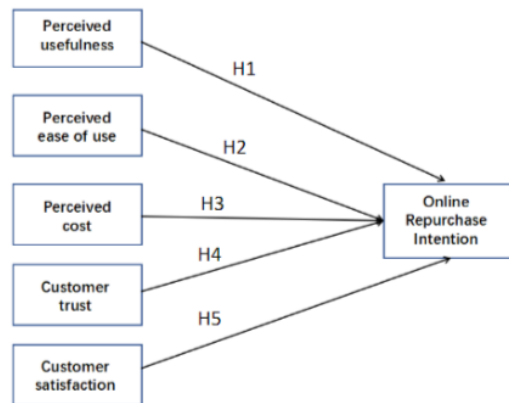 Perceived
usefulness
H1
Perceived
ease of use
H2
Perceived
cost
H3
Online
Repurchase
Intention
H4
Customer
trust
H5
Customer
satisfaction